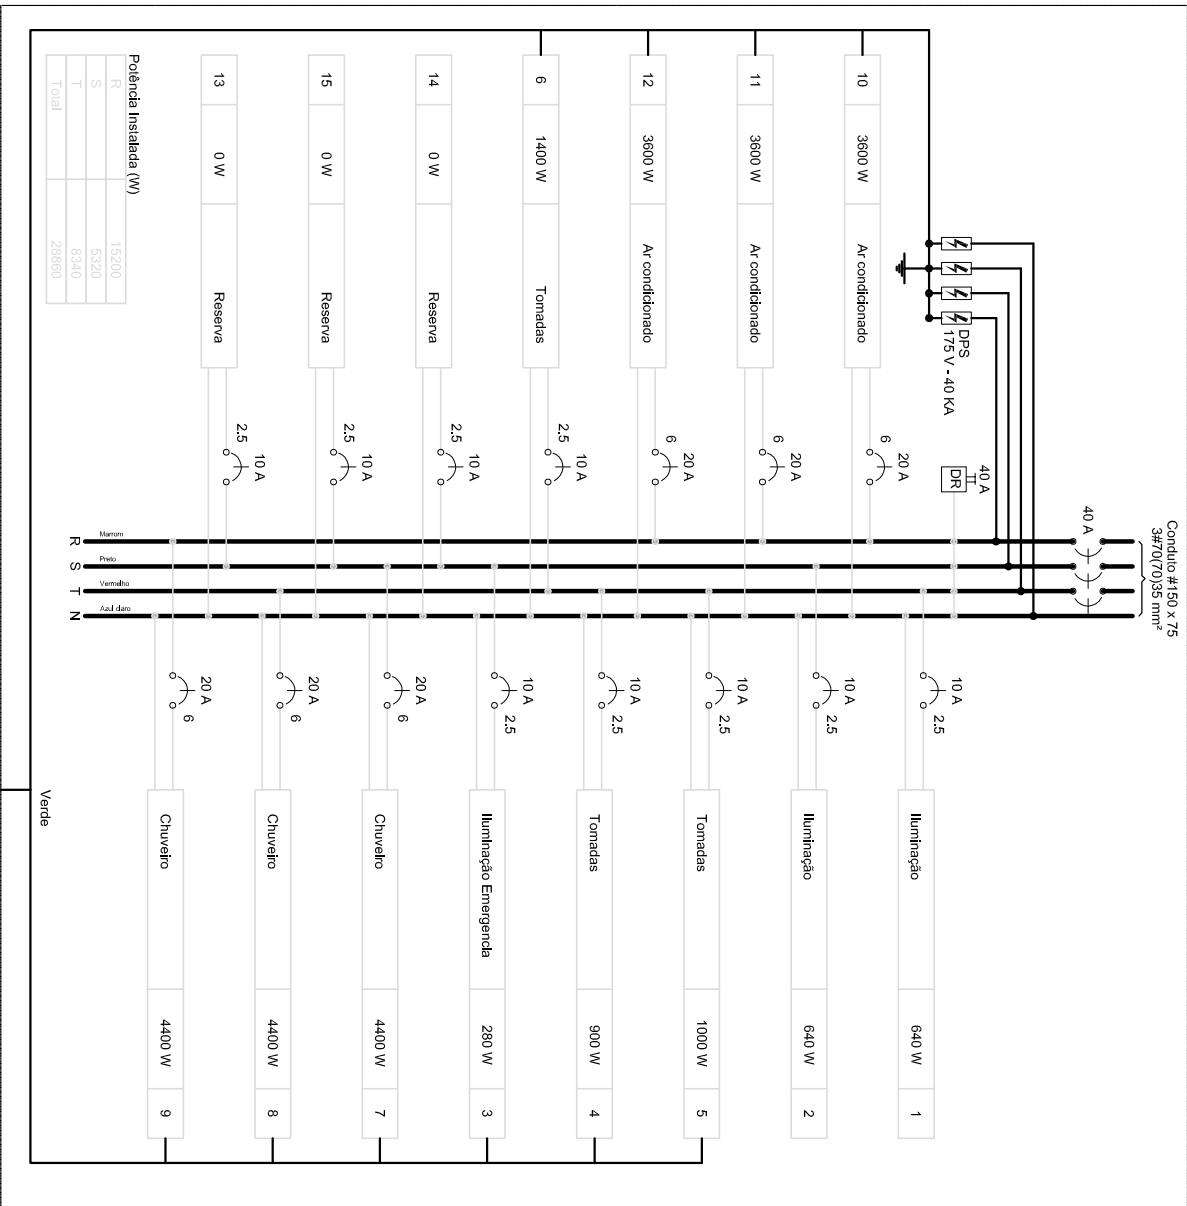 Conduto #150 x 75
3#70(70)35 mm²
40 A
DPS
175 V - 40 KA
40 A
DR
10
3600 W
Ar condicionado
6
20 A
11
3600 W
Ar condicionado
6
20 A
12
3600 W
Ar condicionado
6
20 A
6
1400 W
Tomadas
2.5
10 A
14
0 W
Reserva
2.5
10 A
15
0 W
Reserva
2.5
10 A
13
0 W
Reserva
2.5
10 A
R
Marrom
S
Preto
T
Vermelho
N
Azul claro
10 A
2.5
Iluminação
640 W
1
10 A
2.5
Iluminação
640 W
2
10 A
2.5
Tomadas
1000 W
5
10 A
2.5
Tomadas
900 W
4
10 A
2.5
Iluminação Emergencia
280 W
3
20 A
6
Chuveiro
4400 W
7
20 A
6
Chuveiro
4400 W
8
20 A
6
Chuveiro
4400 W
9
Verde
Potência Instalada (W)
R 15200
S 5320
T 8340
Total 28860